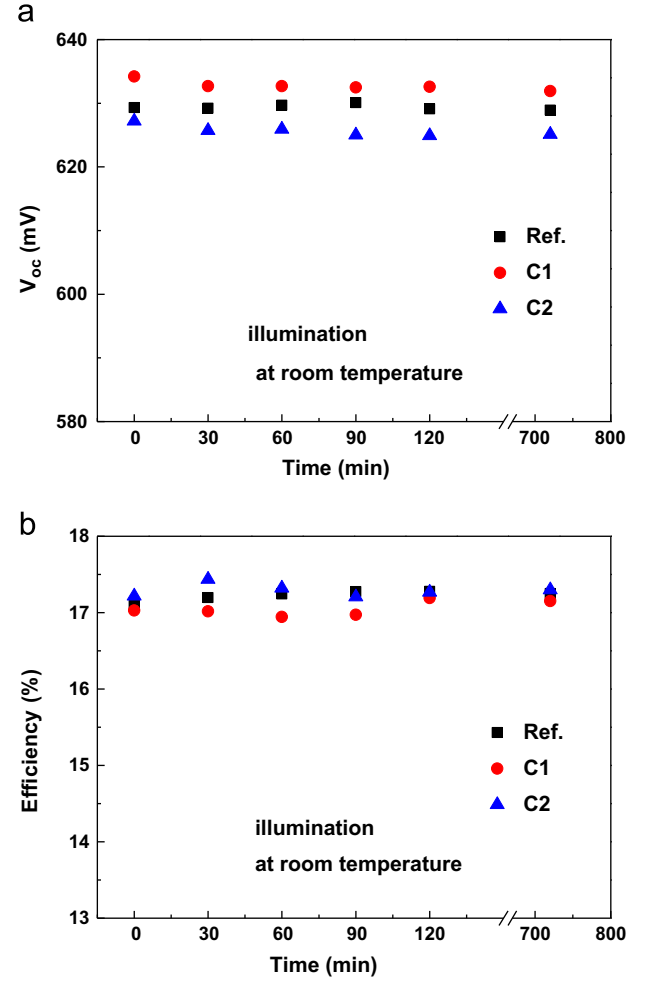 a
640
620
600
580
V_oc (mV)
Ref.
C1
C2
illumination
at room temperature
0 30 60 90 120 700 800
Time (min)
b
18
17
16
15
14
13
Efficiency (%)
Ref.
C1
C2
illumination
at room temperature
0 30 60 90 120 700 800
Time (min)